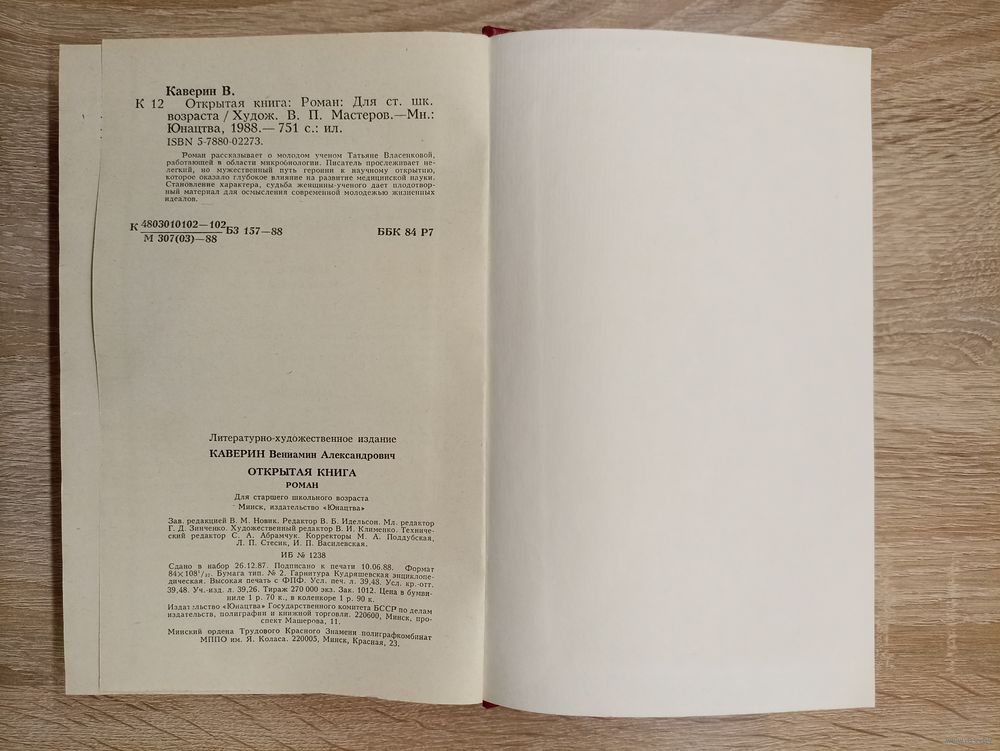 Каверин В.
К 12 Открытая книга: Роман: Для ст. шк.
возраста / Худож. В. П. Мастеров.—Мн.:
Юнацтва, 1988.— 751 с.: ил.
ISBN 5-7880-02273.
Роман рассказывает о молодом ученом Татьяне Власенковой,
работающей в области микробиологии. Писатель прослеживает не-
легкий, но мужественный путь героини к научному открытию,
которое оказало глубокое влияние на развитие медицинской науки.
Становление характера, судьба женщины-ученого дает плодотвор-
ный материал для осмысления современной молодежью жизненных
идеалов.
К 4803010102—102 БЗ 157—88 ББК 84 Р7
М 307(03)—88
Литературно-художественное издание
КАВЕРИН Вениамин Александрович
ОТКРЫТАЯ КНИГА
РОМАН
Для старшего школьного возраста
Минск, издательство «Юнацтва»
Зав. редакцией В. М. Новик. Редактор В. Б. Идельсон. Мл. редактор
Г. Д. Зинченко. Художественный редактор В. И. Клименко. Техниче-
ский редактор С. А. Абрамчук. Корректоры М. А. Поддубская,
Л. П. Стесик, И. П. Василевская.
ИБ № 1238
Сдано в набор 26.12.87. Подписано к печати 10.06.88. Формат
84×108¹/₃₂. Бумага тип. № 2. Гарнитура Кудряшевская энциклопе-
дическая. Высокая печать с ФПФ. Усл. печ. л. 39,48. Усл. кр.-отт.
39,48. Уч.-изд. л. 39,26. Тираж 270 000 экз. Зак. 1012. Цена в бумви-
ниле 1 р. 70 к., в коленкоре 1 р. 90 к.
Издательство «Юнацтва» Государственного комитета БССР по делам
издательств, полиграфии и книжной торговли. 220600, Минск, про-
спект Машерова, 11.
Минский ордена Трудового Красного Знамени полиграфкомбинат
МППО им. Я. Коласа. 220005, Минск, Красная, 23.